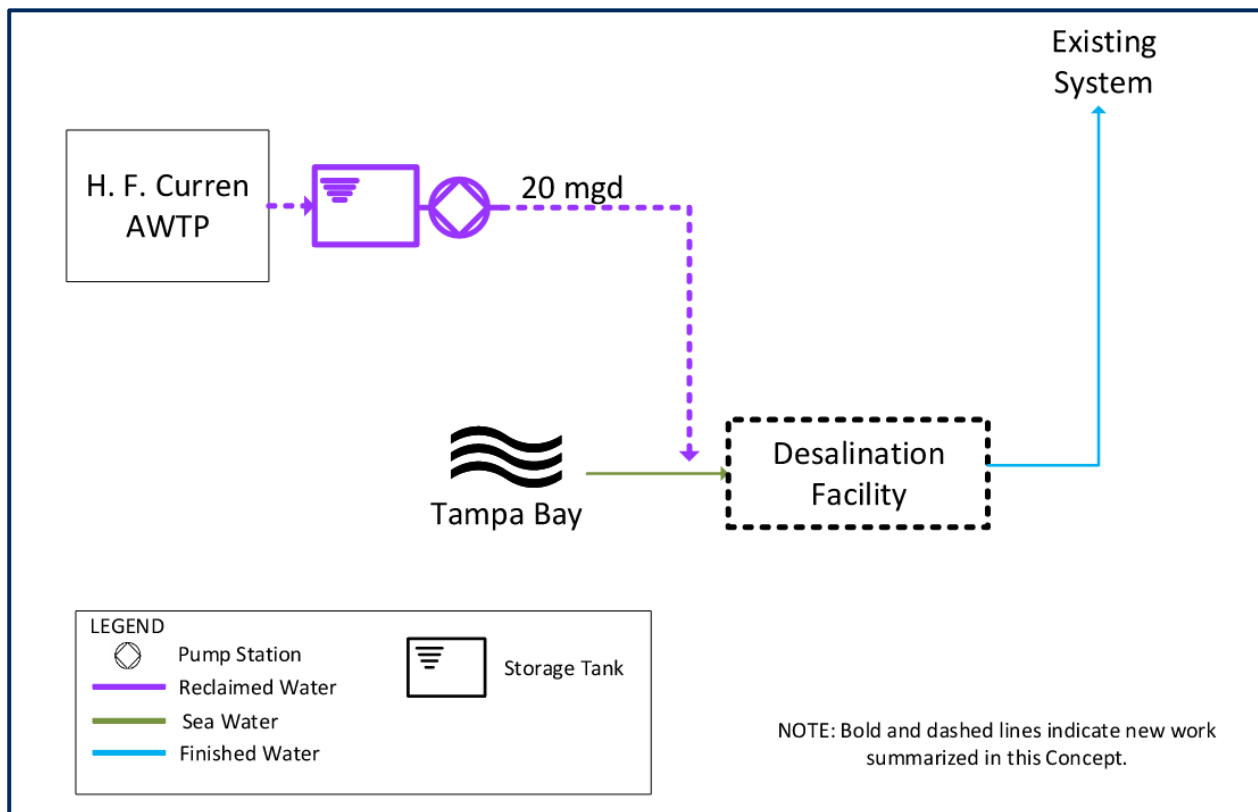 Existing
System
H. F. Curren
AWTP
20 mgd
Desalination
Facility
Tampa Bay
LEGEND
Pump Station
Storage Tank
Reclaimed Water
Sea Water
Finished Water
NOTE: Bold and dashed lines indicate new work
summarized in this Concept.